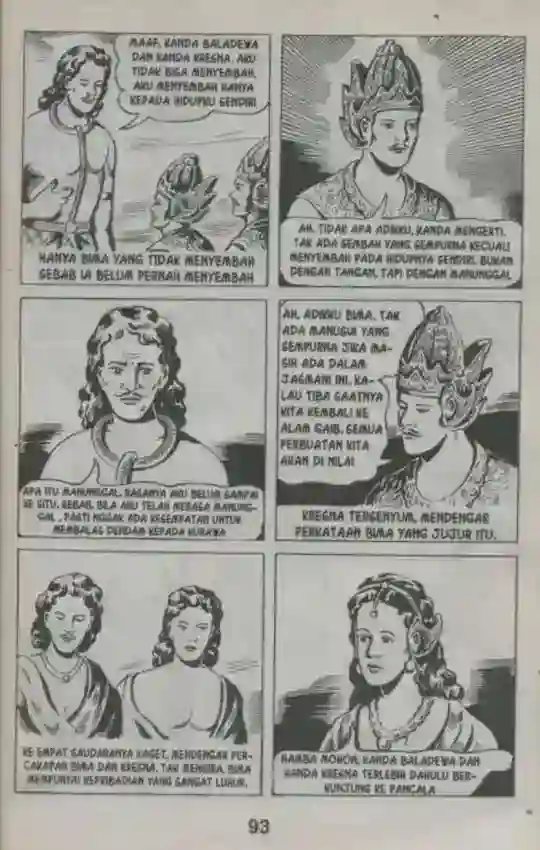 MAAF, KANDA BALADEWA
DAN KANDA KRESNA. AKU
TIDAK BISA MENYEMBAH.
AKU MENYEMBAH HANYA
KEPADA HIDUPKU SENDIRI
HANYA BIMA YANG TIDAK MENYEMBAH
SEBAB IA BELUM PERNAH MENYEMBAH
AH, TIDAK APA ADIKKU, KANDA MENGERTI.
TAK ADA SEMBAH YANG SEMPURNA KECUALI
MENYEMBAH PADA HIDUPNYA SENDIRI. BUKAN
DENGAN TANGAN, TAPI DENGAN MANUNGGAL
APA ITU MANUNGGAL, RASANYA AKU BELUM SAMPAI
KE SITU. SEBAB, BILA AKU TELAH MERASA MANUNG-
GAL, PASTI NGGAK ADA KESEMPATAN UNTUK
MEMBALAS DENDAM KEPADA KURAWA
AH, ADIKKU BIMA, TAK
ADA MANUSIA YANG
SEMPURNA JIKA MA-
SIH ADA DALAM
JASMANI INI. KA-
LAU TIBA SAATNYA
KITA KEMBALI KE
ALAM GAIB, SEMUA
PERBUATAN KITA
AKAN DI NILAI
KRESNA TERSENYUM, MENDENGAR
PERKATAAN BIMA YANG JUJUR ITU.
KE EMPAT SAUDARANYA KAGET, MENDENGAR PER-
CAKAPAN BIMA DAN KRESNA. TAK MENGIRA, BIMA
MEMPUNYAI KEPRIBADIAN YANG SANGAT LUHUR.
HAMBA MOHON, KANDA BALADEWA DAN
KANDA KRESNA TERLEBIH DAHULU BER-
KUNJUNG KE PANCALA
93